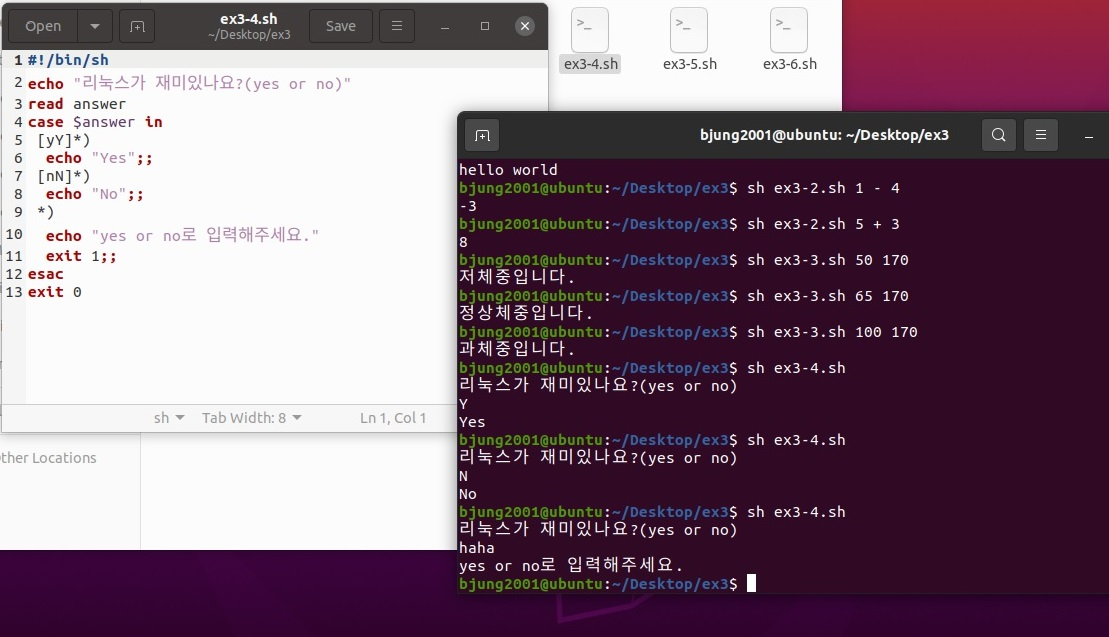 Open
ex3-4.sh
~/Desktop/ex3
Save
1 #!/bin/sh
2 echo "리눅스가 재미있나요?(yes or no)"
3 read answer
4 case $answer in
5 [yY]*)
6 echo "Yes";;
7 [nN]*)
8 echo "No";;
9 *)
10 echo "yes or no로 입력해주세요."
11 exit 1;;
12 esac
13 exit 0
sh Tab Width: 8 Ln 1, Col 1
ther Locations
>_ >_ >_
ex3-4.sh ex3-5.sh ex3-6.sh
bjung2001@ubuntu: ~/Desktop/ex3
hello world
bjung2001@ubuntu:~/Desktop/ex3$ sh ex3-2.sh 1 - 4
-3
bjung2001@ubuntu:~/Desktop/ex3$ sh ex3-2.sh 5 + 3
8
bjung2001@ubuntu:~/Desktop/ex3$ sh ex3-3.sh 50 170
저체중입니다.
bjung2001@ubuntu:~/Desktop/ex3$ sh ex3-3.sh 65 170
정상체중입니다.
bjung2001@ubuntu:~/Desktop/ex3$ sh ex3-3.sh 100 170
과체중입니다.
bjung2001@ubuntu:~/Desktop/ex3$ sh ex3-4.sh
리눅스가 재미있나요?(yes or no)
Y
Yes
bjung2001@ubuntu:~/Desktop/ex3$ sh ex3-4.sh
리눅스가 재미있나요?(yes or no)
N
No
bjung2001@ubuntu:~/Desktop/ex3$ sh ex3-4.sh
리눅스가 재미있나요?(yes or no)
haha
yes or no로 입력해주세요.
bjung2001@ubuntu:~/Desktop/ex3$